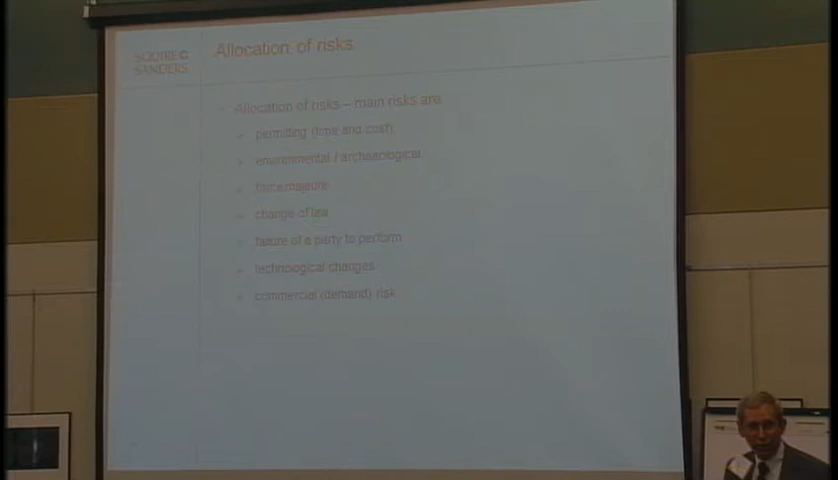 SQUIRE
SANDERS
Allocation of risks
Allocation of risks – main risks are
permitting (time and cost)
environmental / archaeological
force majeure
change of law
failure of a party to perform
technological changes
commercial (demand) risk